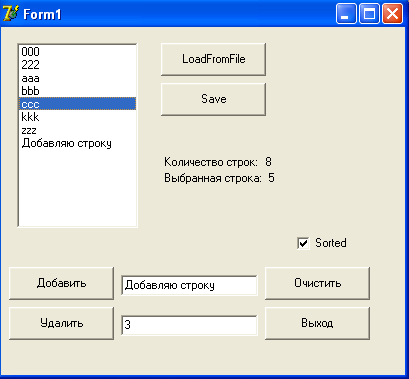 Form1
000
222
aaa
bbb
ccc
kkk
zzz
Добавляю строку
LoadFromFile
Save
Количество строк: 8
Выбранная строка: 5
Sorted
Добавить
Добавляю строку
Очистить
Удалить
3
Выход